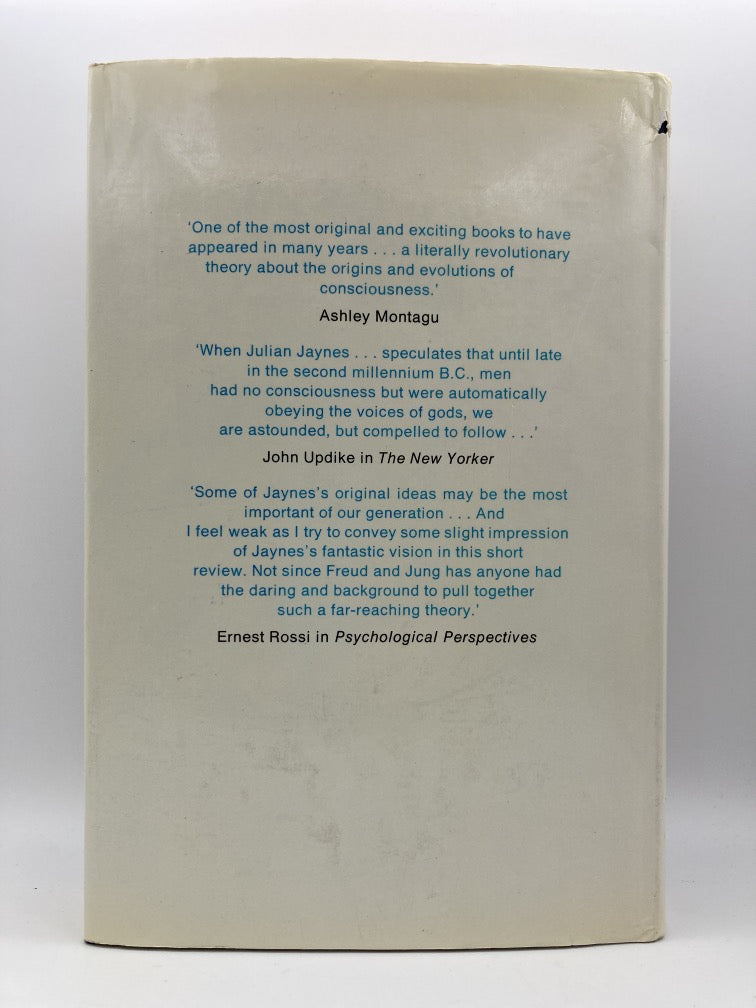 'One of the most original and exciting books to have
appeared in many years . . . a literally revolutionary
theory about the origins and evolutions of
consciousness.'
Ashley Montagu
'When Julian Jaynes . . . speculates that until late
in the second millennium B.C., men
had no consciousness but were automatically
obeying the voices of gods, we
are astounded, but compelled to follow . . .'
John Updike in The New Yorker
'Some of Jaynes's original ideas may be the most
important of our generation . . . And
I feel weak as I try to convey some slight impression
of Jaynes's fantastic vision in this short
review. Not since Freud and Jung has anyone had
the daring and background to pull together
such a far-reaching theory.'
Ernest Rossi in Psychological Perspectives